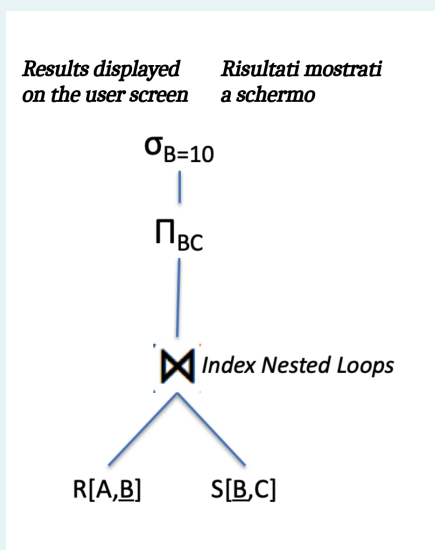 Results displayed
on the user screen
Risultati mostrati
a schermo
σB=10
ΠBC
⋈ Index Nested Loops
R[A,B]
S[B,C]